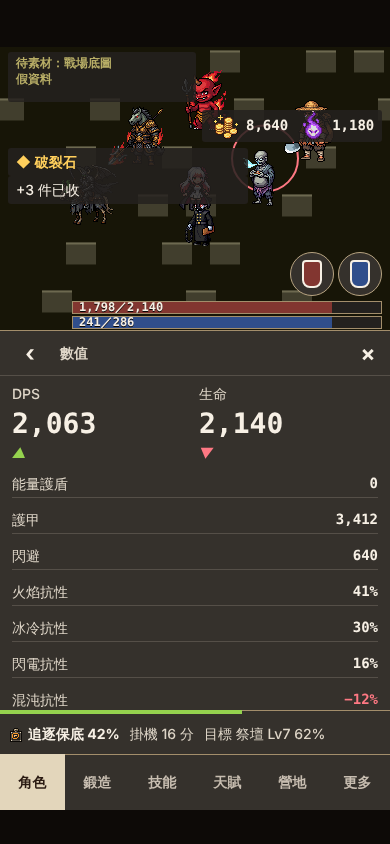 待素材：戰場底圖
假資料
8,640
1,180
◆ 破裂石
+3 件已收
1,798／2,140
241／286
‹ 數值 ×
DPS 生命
2,063 2,140
▲ ▼
能量護盾 0
護甲 3,412
閃避 640
火焰抗性 41%
冰冷抗性 30%
閃電抗性 16%
混沌抗性 −12%
追逐保底 42% 掛機 16 分 目標 祭壇 Lv7 62%
角色 鍛造 技能 天賦 營地 更多